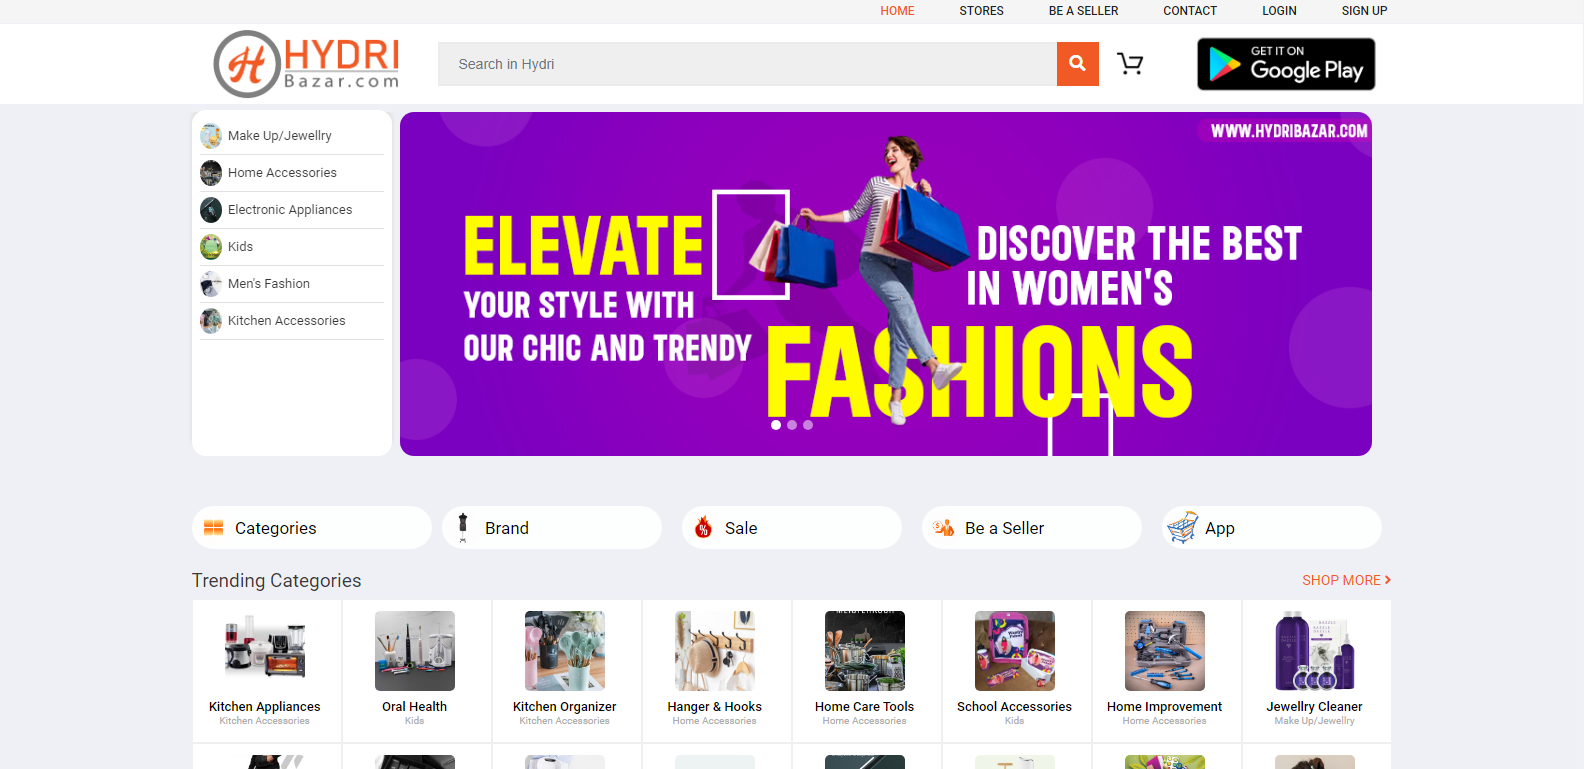 HOME STORES BE A SELLER CONTACT LOGIN SIGN UP
H HYDRI
Bazar.com
Search in Hydri
GET IT ON
Google Play
Make Up/Jewellry
Home Accessories
Electronic Appliances
Kids
Men's Fashion
Kitchen Accessories
WWW.HYDRIBAZAR.COM
ELEVATE
YOUR STYLE WITH
OUR CHIC AND TRENDY
DISCOVER THE BEST
IN WOMEN'S
FASHIONS
Categories
Brand
% Sale
Be a Seller
App
Trending Categories
SHOP MORE
Kitchen Appliances
Kitchen Accessories
Oral Health
Kids
Kitchen Organizer
Kitchen Accessories
Hanger & Hooks
Home Accessories
Home Care Tools
Home Accessories
School Accessories
Kids
Home Improvement
Home Accessories
Jewellry Cleaner
Make Up/Jewellry